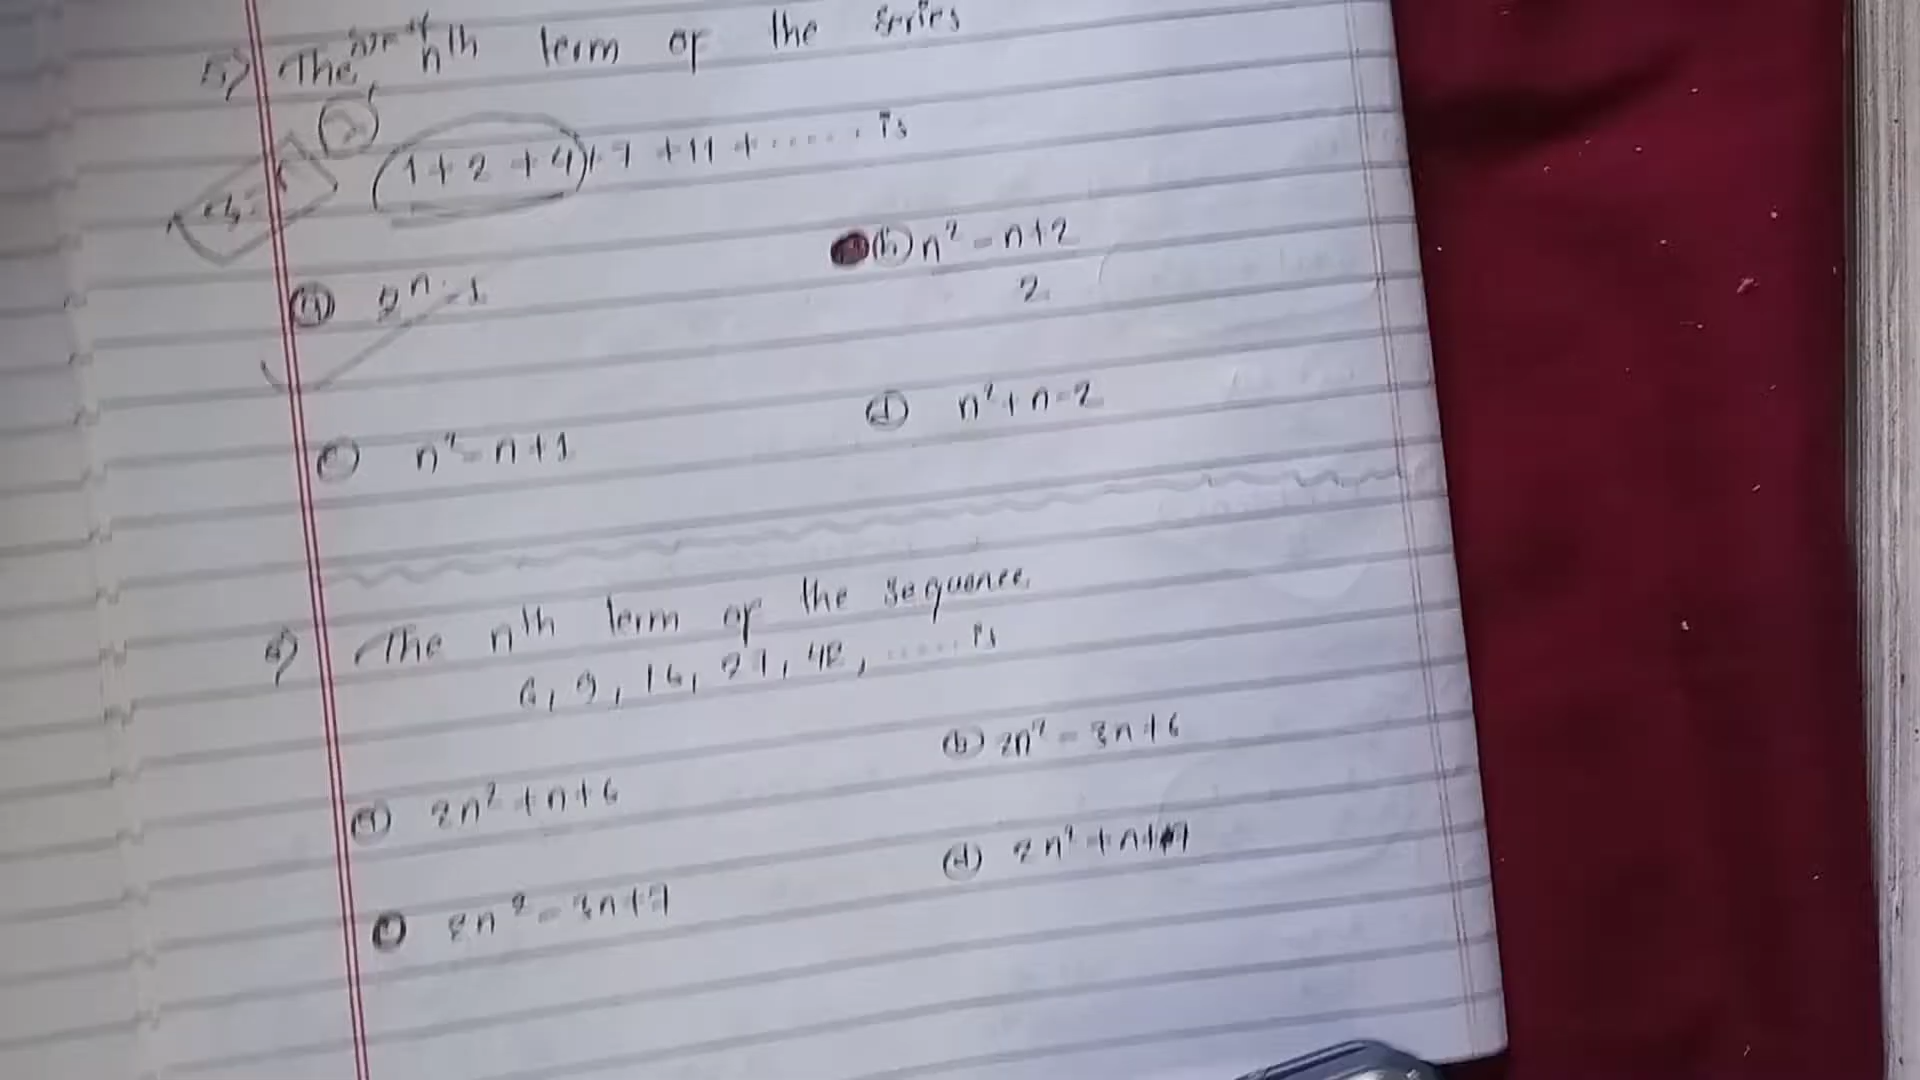 5) The sum of nth term of the series
(2)
(1+2+4)+7+11+...... is
(a) 2ⁿ-1
(b) n²-n+2
2
(c) n²-n+1
(d) n²+n-2
6) The nth term of the sequence
6, 9, 16, 27, 42, ...... is
(a) 2n²+n+6
(b) 2n²-3n+6
(c) 2n²-3n+7
(d) 2n²+n+7